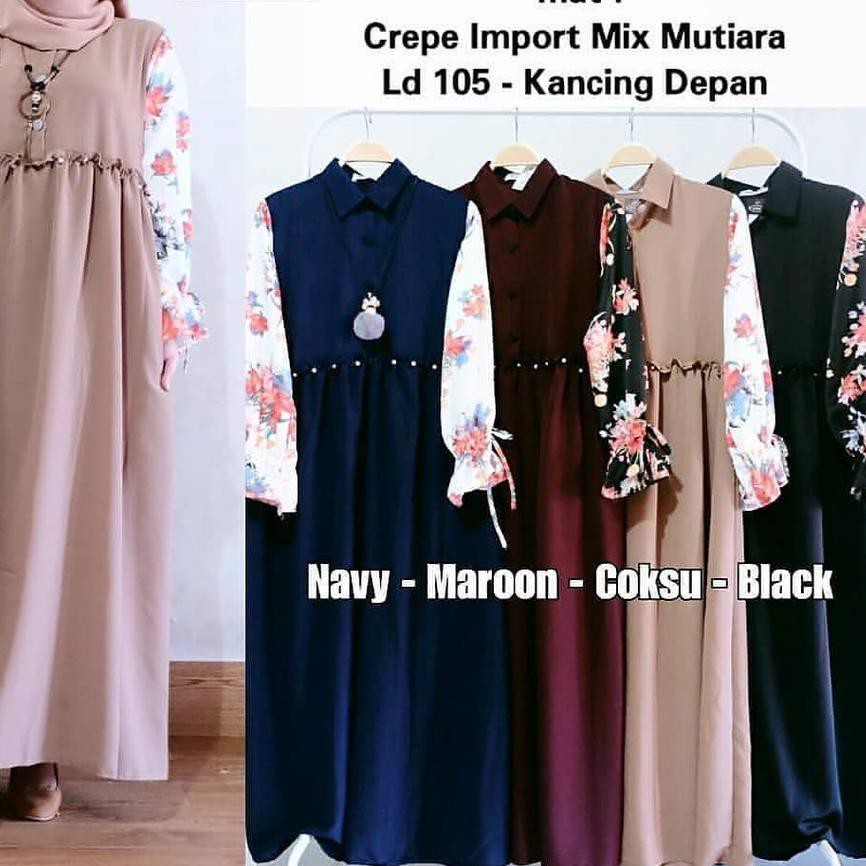 Crepe Import Mix Mutiara
Ld 105 - Kancing Depan
Navy - Maroon - Coksu - Black